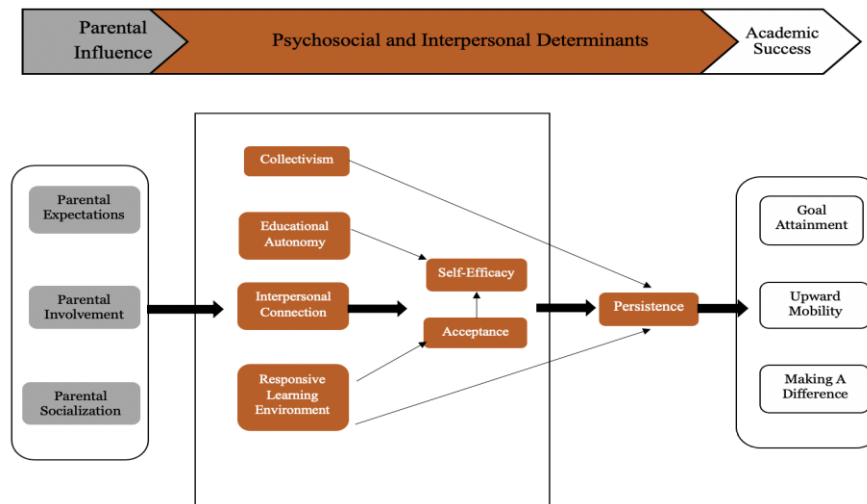 Parental
Influence
Psychosocial and Interpersonal Determinants
Academic
Success
Parental
Expectations
Parental
Involvement
Parental
Socialization
Collectivism
Educational
Autonomy
Interpersonal
Connection
Responsive
Learning
Environment
Self-Efficacy
Acceptance
Persistence
Goal
Attainment
Upward
Mobility
Making A
Difference